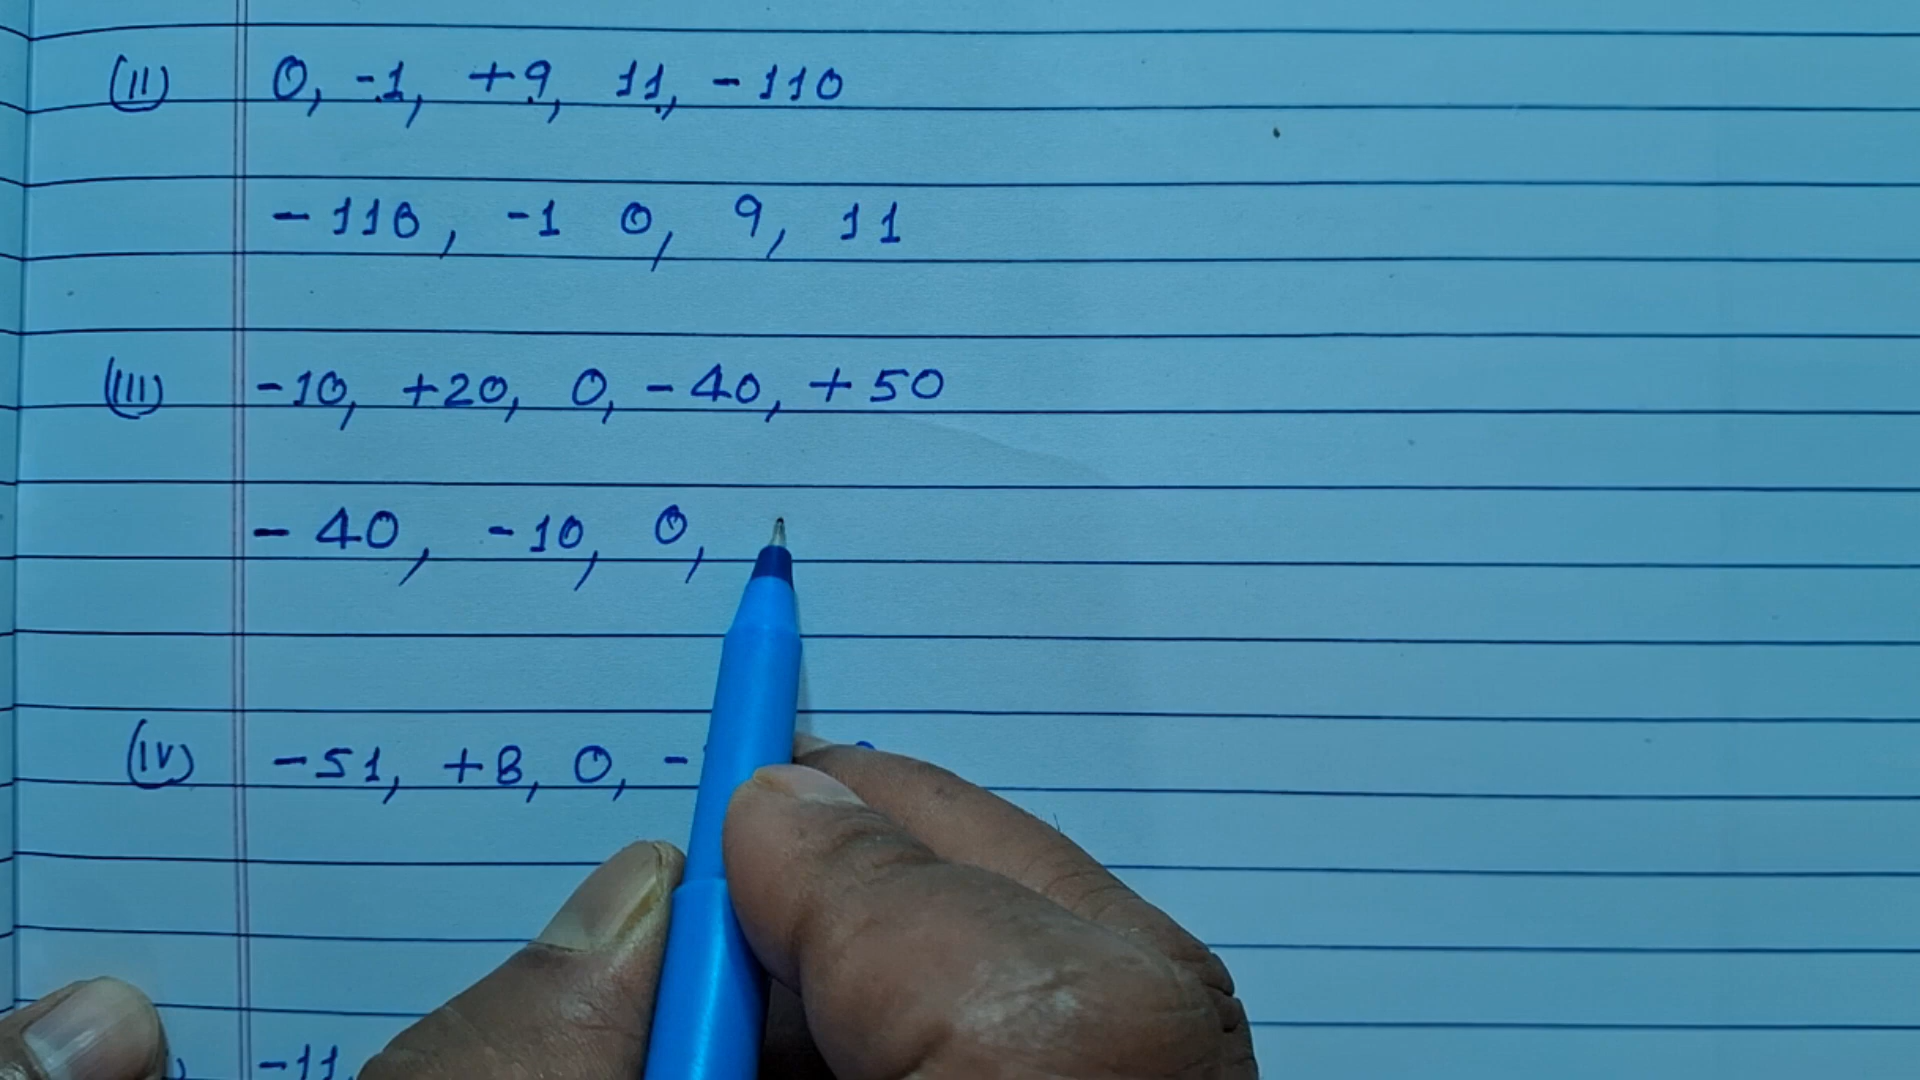 (II) 0, -1, +9, 11, -110
-110, -1 0, 9, 11
(III) -10, +20, 0, -40, +50
-40, -10, 0,
(IV) -51, +8, 0, -
-11